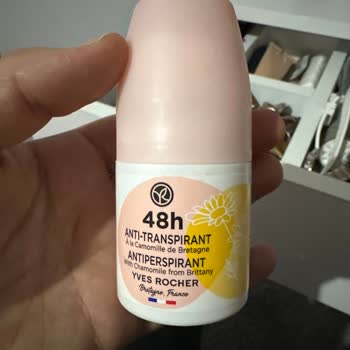 48h
ANTI-TRANSPIRANT
À la Camomille de Bretagne
ANTIPERSPIRANT
With Chamomile from Brittany
YVES ROCHER
Bretagne, France